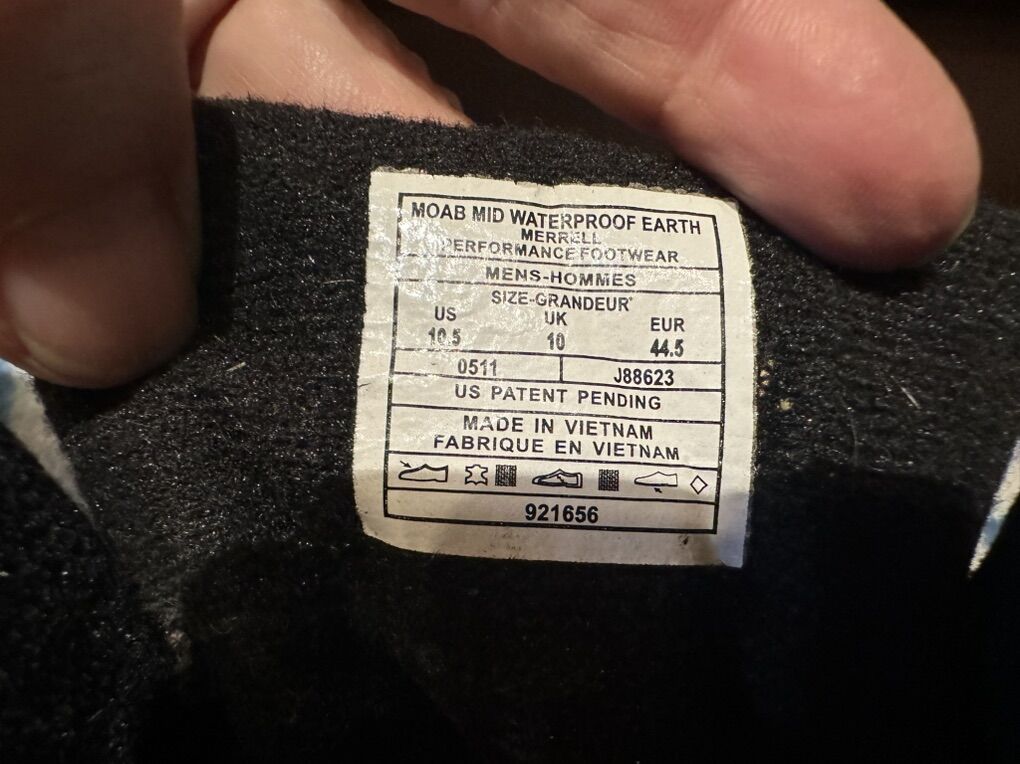 MOAB MID WATERPROOF EARTH
MERRELL
PERFORMANCE FOOTWEAR
MENS-HOMMES
SIZE-GRANDEUR
US UK EUR
10.5 10 44.5
0511 J88623
US PATENT PENDING
MADE IN VIETNAM
FABRIQUE EN VIETNAM
921656